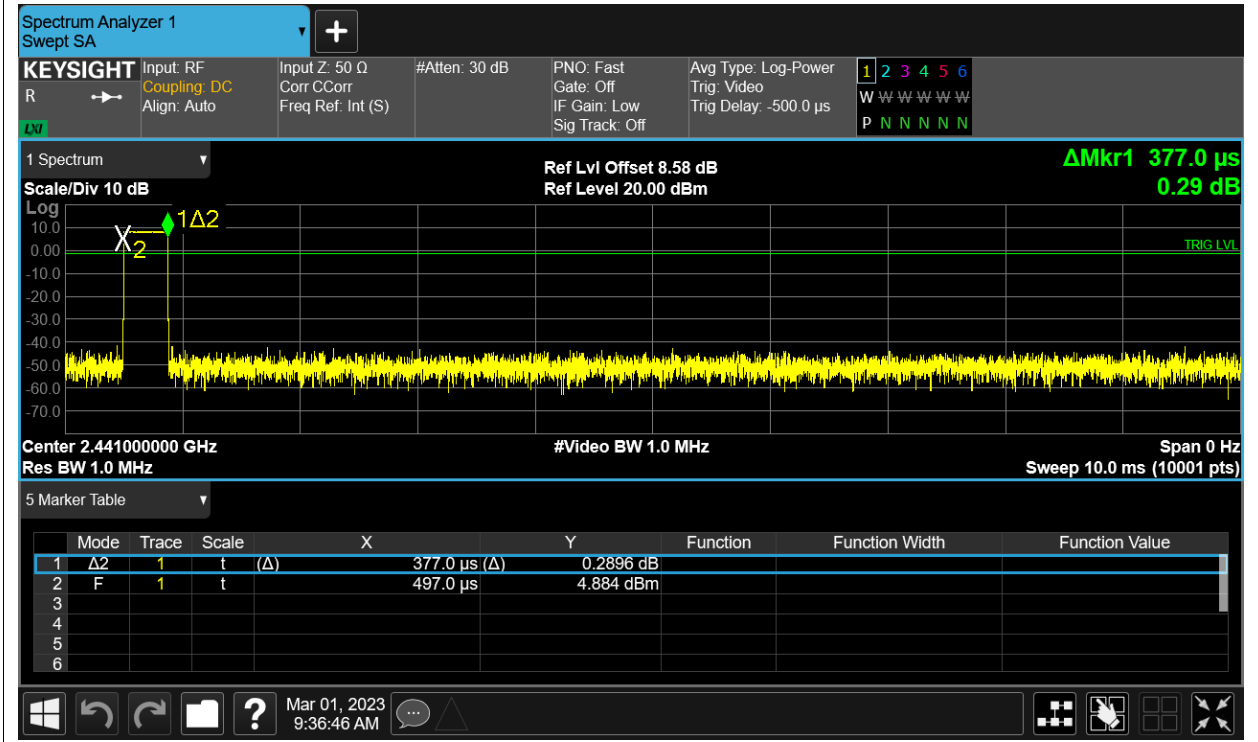 Spectrum Analyzer 1
Swept SA
+
KEYSIGHT
R
LXI
Input: RF
Coupling: DC
Align: Auto
Input Z: 50 Ω
Corr CCorr
Freq Ref: Int (S)
#Atten: 30 dB
PNO: Fast
Gate: Off
IF Gain: Low
Sig Track: Off
Avg Type: Log-Power
Trig: Video
Trig Delay: -500.0 µs
1 2 3 4 5 6
W W W W W W
P N N N N N
1 Spectrum
Scale/Div 10 dB
Ref Lvl Offset 8.58 dB
Ref Level 20.00 dBm
ΔMkr1 377.0 µs
0.29 dB
Log
10.0
0.00
-10.0
-20.0
-30.0
-40.0
-50.0
-60.0
-70.0
1Δ2
X2
TRIG LVL
Center 2.441000000 GHz
#Video BW 1.0 MHz
Span 0 Hz
Res BW 1.0 MHz
Sweep 10.0 ms (10001 pts)
5 Marker Table
Mode Trace Scale X Y Function Function Width Function Value
1 Δ2 1 t (Δ) 377.0 µs (Δ) 0.2896 dB
2 F 1 t 497.0 µs 4.884 dBm
3
4
5
6
?
Mar 01, 2023
9:36:46 AM